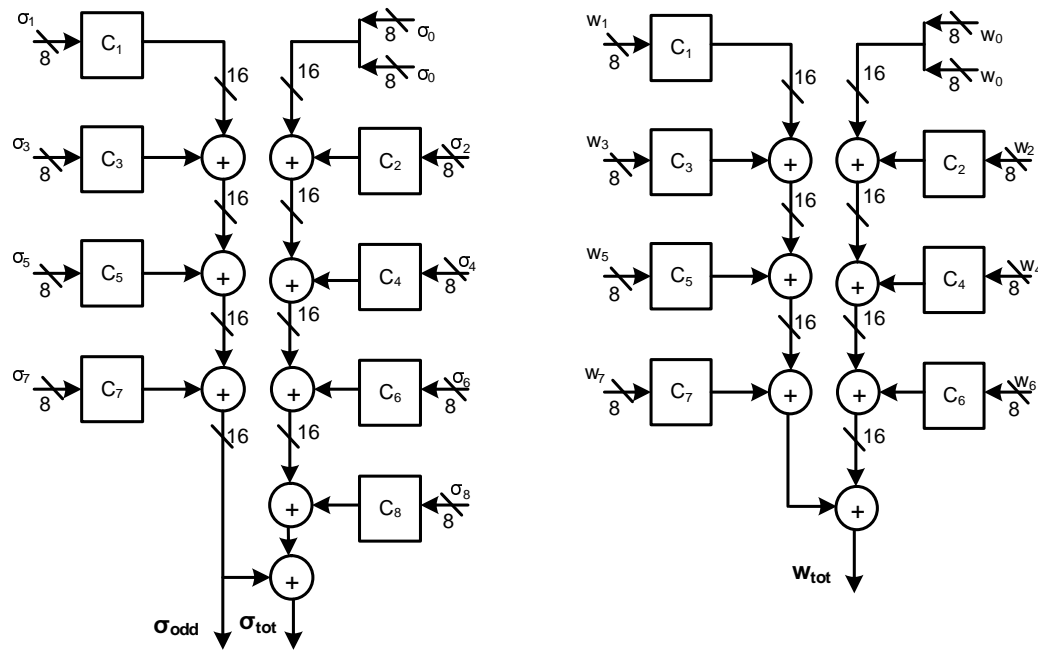 σ1 8 C1 16 16 8 σ0
8 σ0
σ3 8 C3 + + C2 σ2 8
16 16
σ5 8 C5 + + C4 σ4 8
16 16
σ7 8 C7 + + C6 σ6 8
16 16
+ C8 σ8 8
+
σodd σtot
w1 8 C1 16 16 8 w0
8 w0
w3 8 C3 + + C2 w2 8
16 16
w5 8 C5 + + C4 w4 8
16 16
w7 8 C7 + + C6 w6 8
16
+
wtot